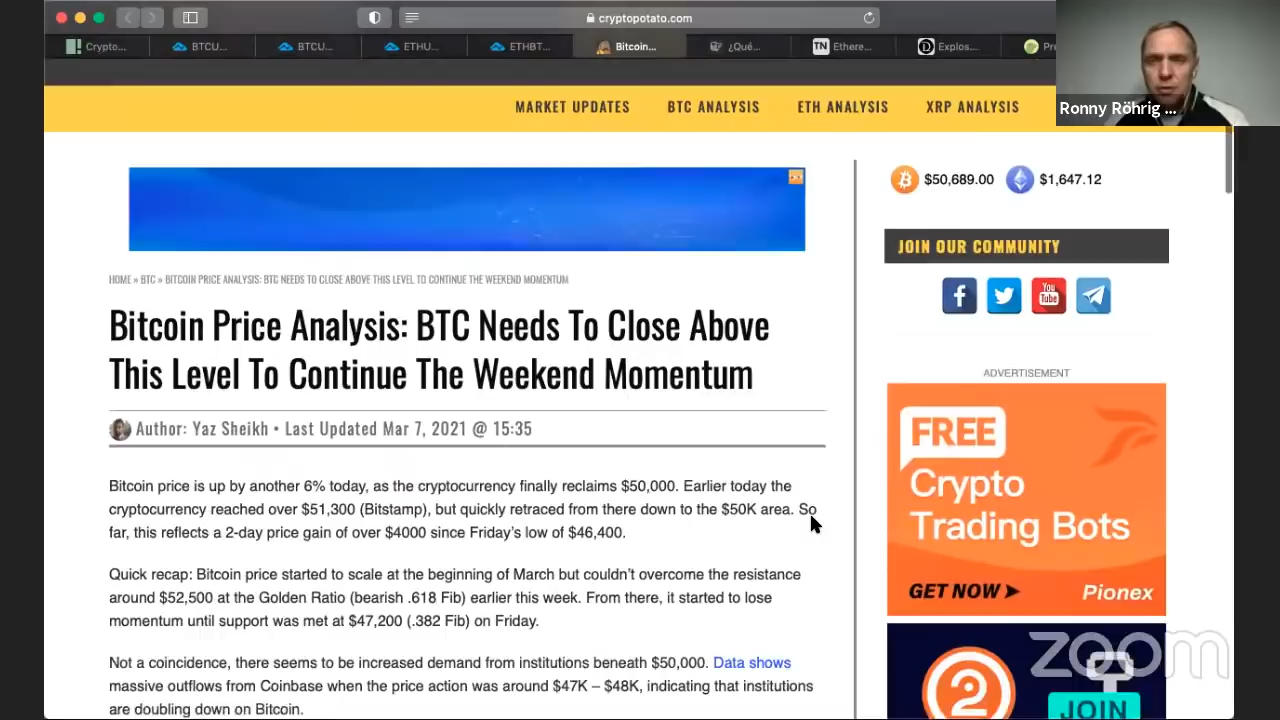 cryptopotato.com
Crypto... BTCU... BTCU... ETHU... ETHBT... Bitcoin... ¿Qué... TN Ethere... Explos... Pr
MARKET UPDATES BTC ANALYSIS ETH ANALYSIS XRP ANALYSIS
Ronny Röhrig ...
$50,689.00 $1,647.12
JOIN OUR COMMUNITY
You
Tube
HOME » BTC » BITCOIN PRICE ANALYSIS: BTC NEEDS TO CLOSE ABOVE THIS LEVEL TO CONTINUE THE WEEKEND MOMENTUM
Bitcoin Price Analysis: BTC Needs To Close Above
This Level To Continue The Weekend Momentum
Author: Yaz Sheikh • Last Updated Mar 7, 2021 @ 15:35
Bitcoin price is up by another 6% today, as the cryptocurrency finally reclaims $50,000. Earlier today the
cryptocurrency reached over $51,300 (Bitstamp), but quickly retraced from there down to the $50K area. So
far, this reflects a 2-day price gain of over $4000 since Friday's low of $46,400.
Quick recap: Bitcoin price started to scale at the beginning of March but couldn't overcome the resistance
around $52,500 at the Golden Ratio (bearish .618 Fib) earlier this week. From there, it started to lose
momentum until support was met at $47,200 (.382 Fib) on Friday.
Not a coincidence, there seems to be increased demand from institutions beneath $50,000. Data shows
massive outflows from Coinbase when the price action was around $47K – $48K, indicating that institutions
are doubling down on Bitcoin.
ADVERTISEMENT
FREE
Crypto
Trading Bots
GET NOW
Pionex
2
JOIN
zoom